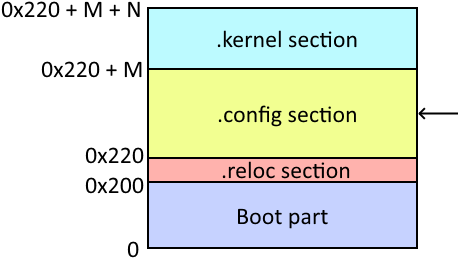 0x220 + M + N
.kernel section
0x220 + M
.config section
0x220
.reloc section
0x200
Boot part
0